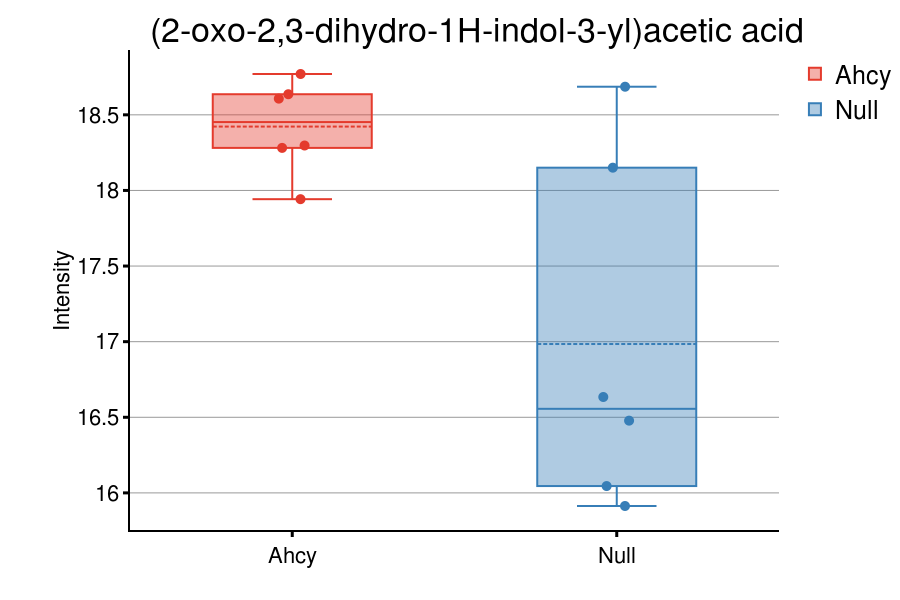 (2-oxo-2,3-dihydro-1H-indol-3-yl)acetic acid
Ahcy
Null
Intensity
18.5
18
17.5
17
16.5
16
Ahcy
Null